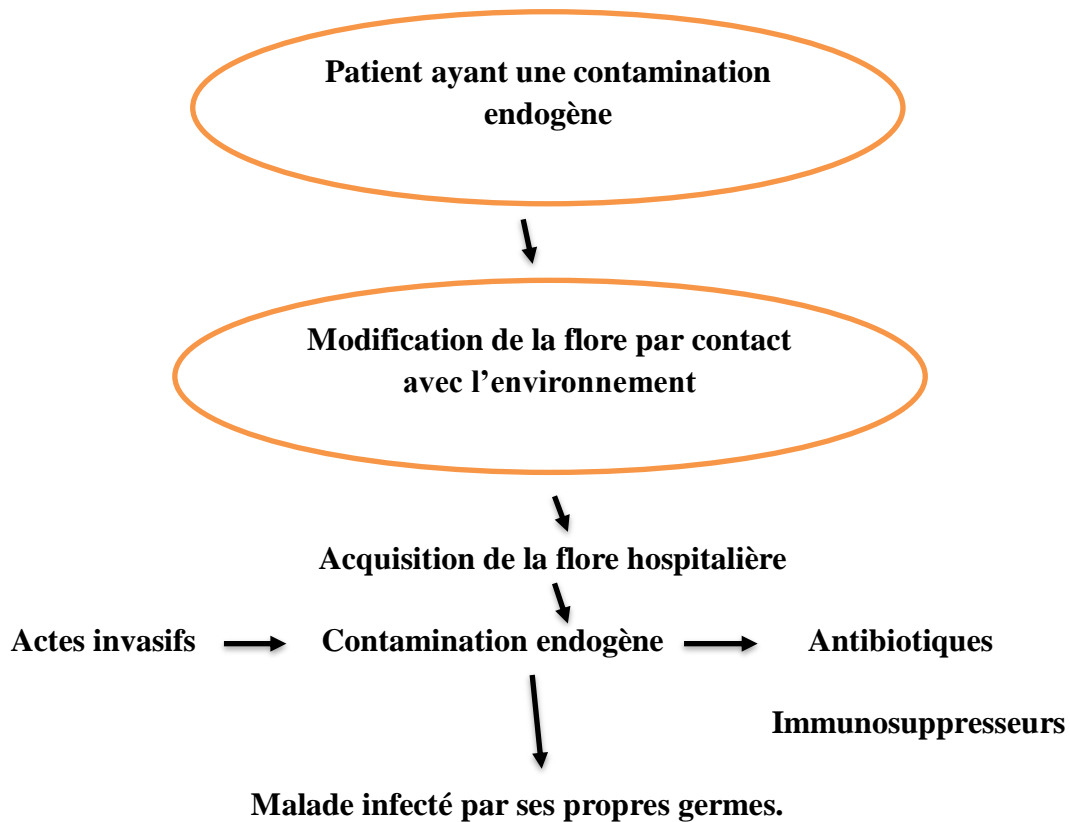 Patient ayant une contamination
endogène
Modification de la flore par contact
avec l’environnement
Acquisition de la flore hospitalière
Actes invasifs Contamination endogène Antibiotiques
Immunosuppresseurs
Malade infecté par ses propres germes.